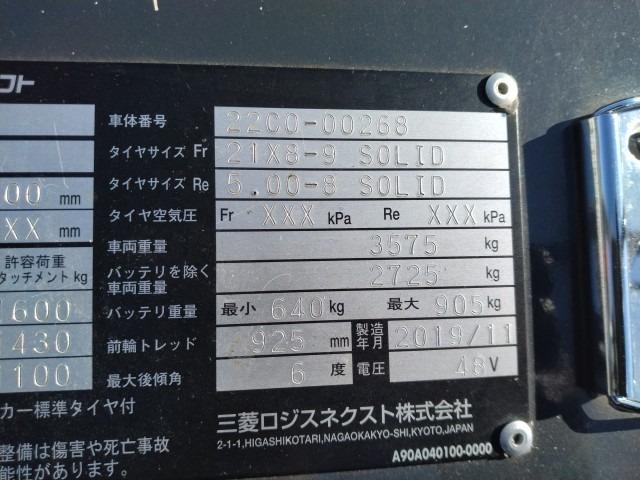 フト
車体番号 22C0-00268
タイヤサイズ Fr 21X8-9 SOLID
タイヤサイズ Re 5.00-8 SOLID
00 mm
タイヤ空気圧 Fr XXX kPa Re XXX kPa
XX mm
車両重量 3575 kg
許容荷重
タッチメント kg
バッテリを除く
車両重量 2725 kg
600
バッテリ重量 最小 640 kg 最大 905 kg
430
前輪トレッド 925 mm 製造年月 2019/11
100
最大後傾角 6 度 電圧 48 V
カー標準タイヤ付
三菱ロジスネクスト株式会社
2-1-1,HIGASHIKOTARI,NAGAOKAKYO-SHI,KYOTO,JAPAN
整備は傷害や死亡事故
能性があります。
A90A040100-0000